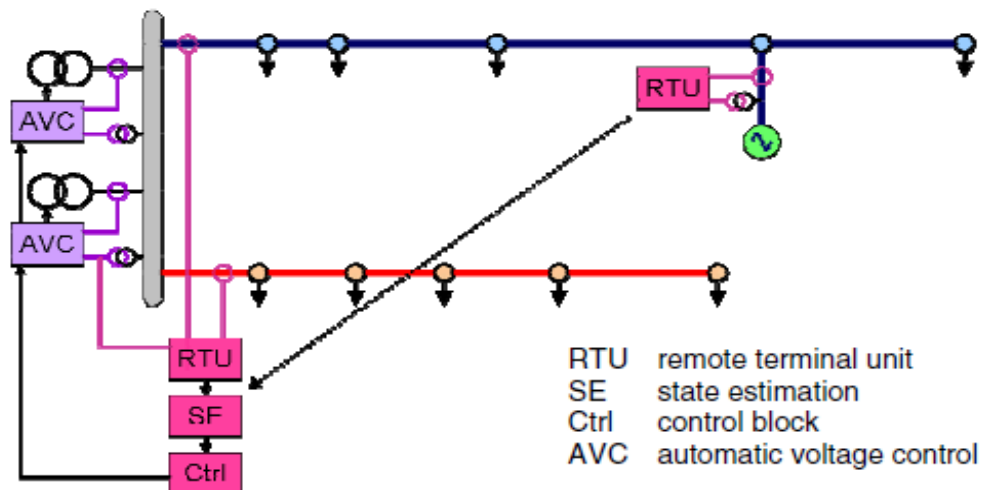 RTU
AVC
AVC
RTU
SE
Ctrl
RTU remote terminal unit
SE state estimation
Ctrl control block
AVC automatic voltage control